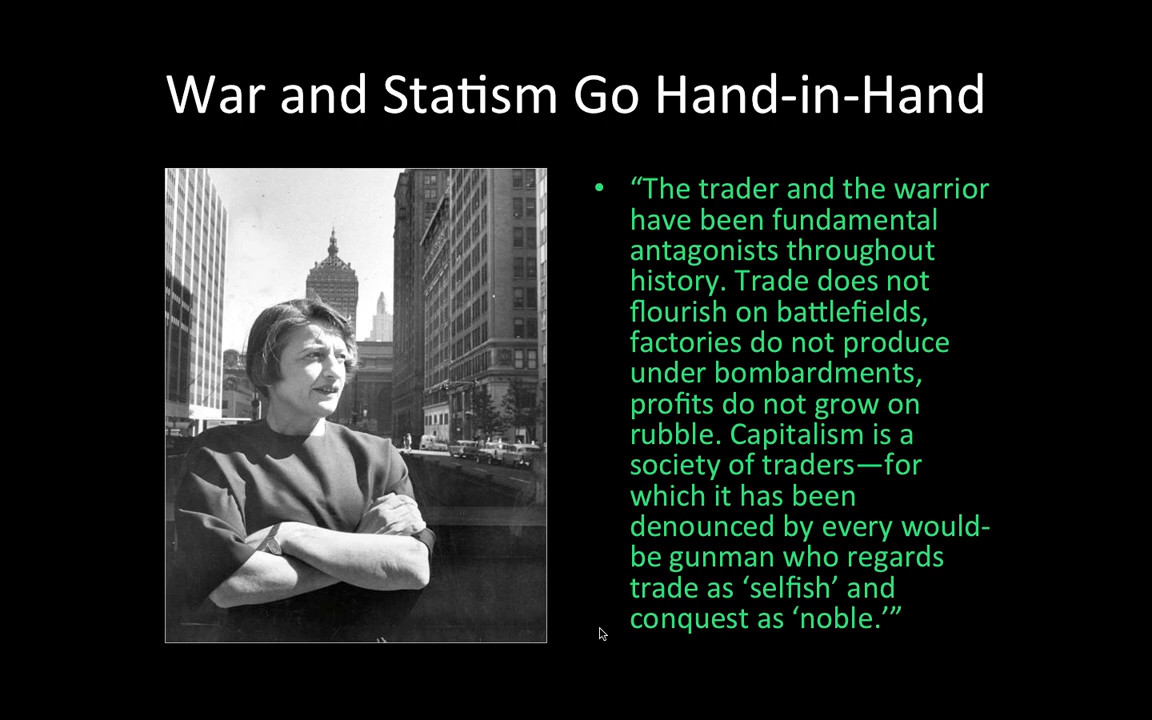 War and Statism Go Hand-in-Hand
• “The trader and the warrior
have been fundamental
antagonists throughout
history. Trade does not
flourish on battlefields,
factories do not produce
under bombardments,
profits do not grow on
rubble. Capitalism is a
society of traders—for
which it has been
denounced by every would-
be gunman who regards
trade as ‘selfish’ and
conquest as ‘noble.’”